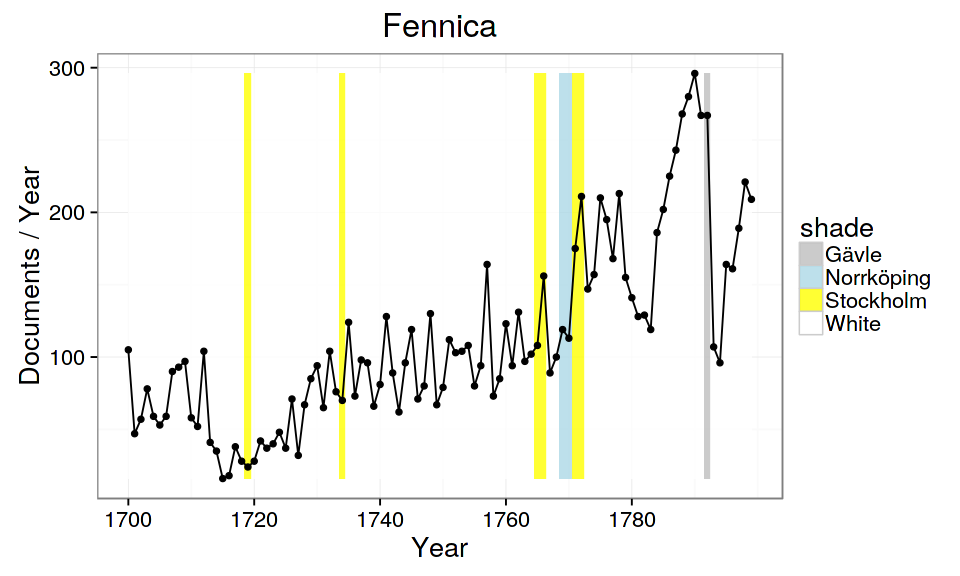 Fennica
300
200
100
Documents / Year
1700 1720 1740 1760 1780
Year
shade
Gävle
Norrköping
Stockholm
White